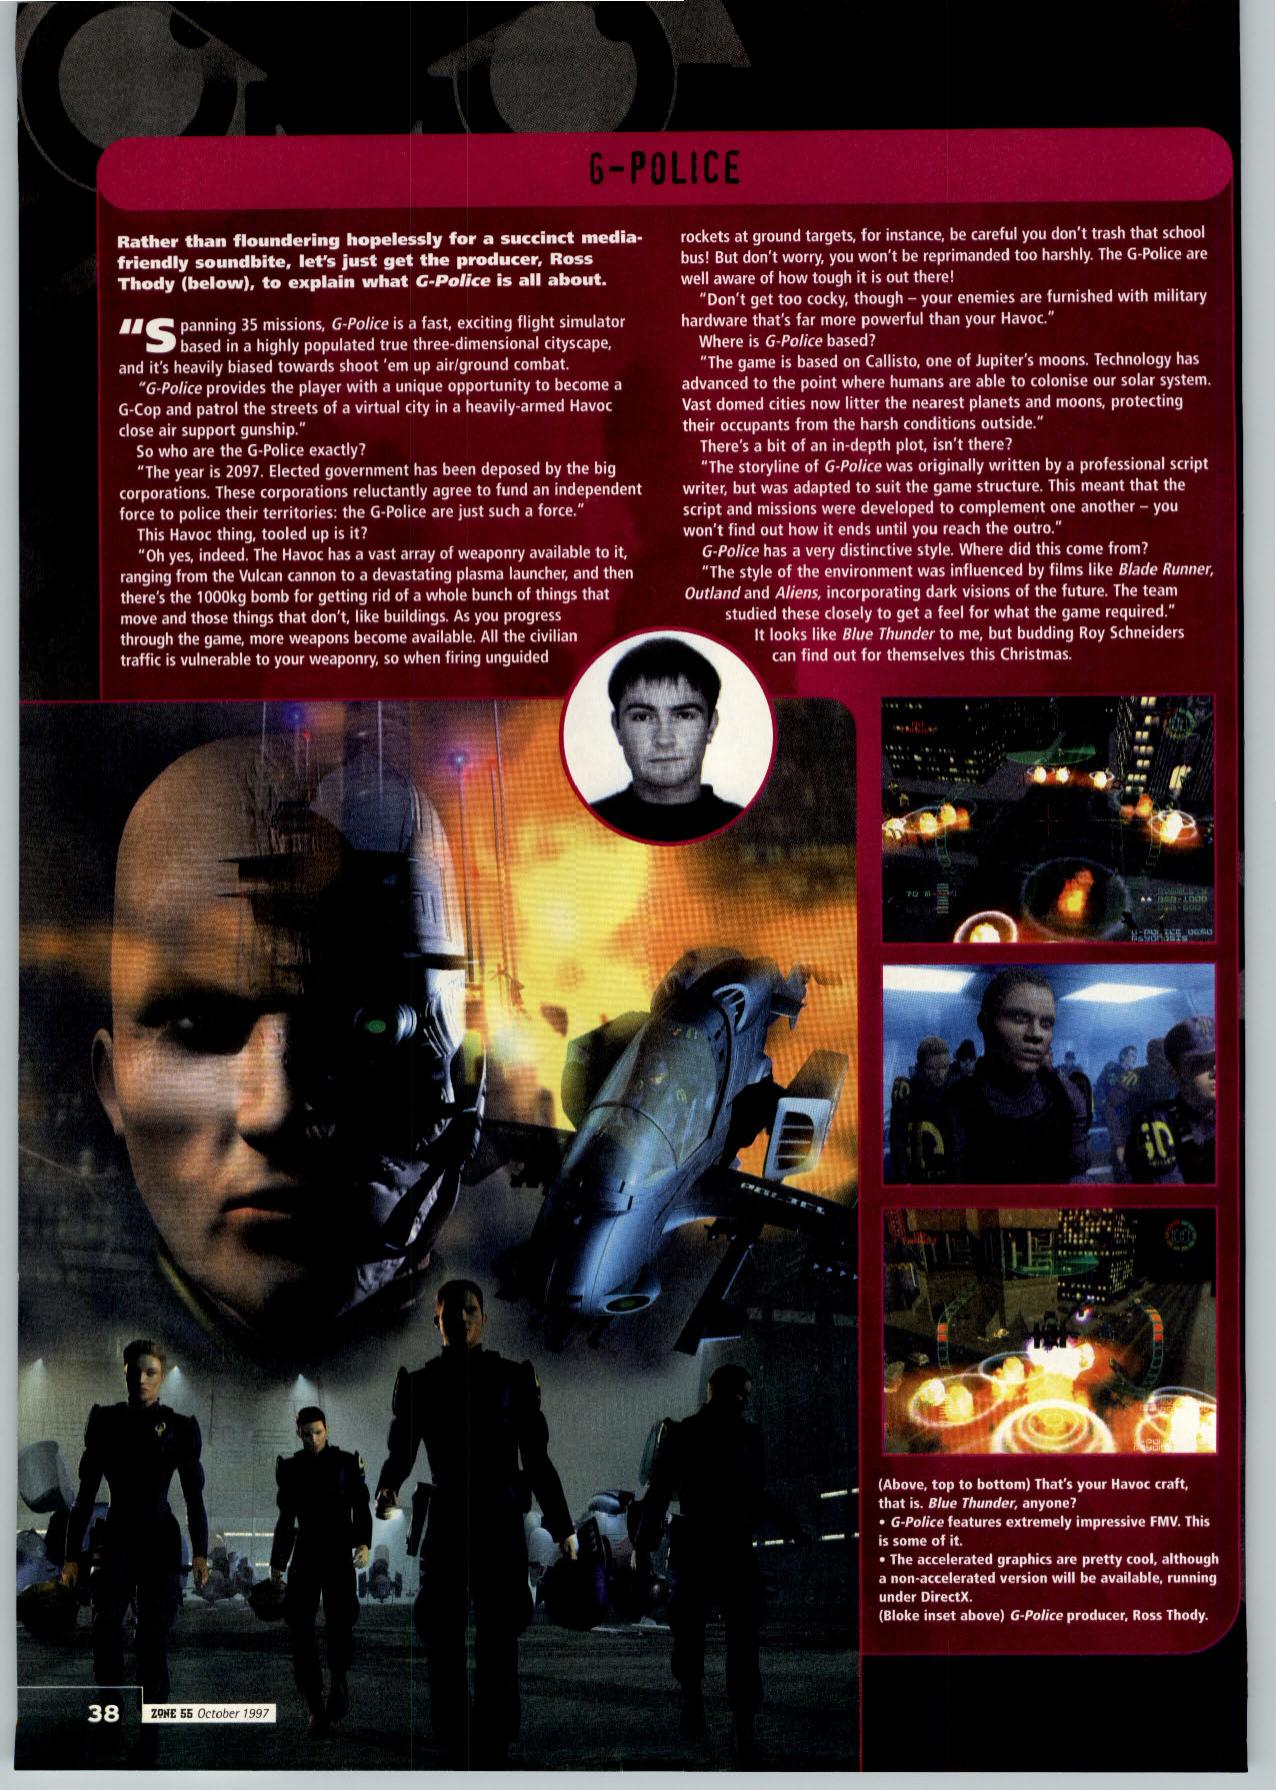 G-POLICE
Rather than floundering hopelessly for a succinct media-
friendly soundbite, let's just get the producer, Ross
Thody (below), to explain what G-Police is all about.
"Spanning 35 missions, G-Police is a fast, exciting flight simulator
based in a highly populated true three-dimensional cityscape,
and it's heavily biased towards shoot 'em up air/ground combat.
"G-Police provides the player with a unique opportunity to become a
G-Cop and patrol the streets of a virtual city in a heavily-armed Havoc
close air support gunship."
So who are the G-Police exactly?
"The year is 2097. Elected government has been deposed by the big
corporations. These corporations reluctantly agree to fund an independent
force to police their territories: the G-Police are just such a force."
This Havoc thing, tooled up is it?
"Oh yes, indeed. The Havoc has a vast array of weaponry available to it,
ranging from the Vulcan cannon to a devastating plasma launcher, and then
there's the 1000kg bomb for getting rid of a whole bunch of things that
move and those things that don't, like buildings. As you progress
through the game, more weapons become available. All the civilian
traffic is vulnerable to your weaponry, so when firing unguided
rockets at ground targets, for instance, be careful you don't trash that school
bus! But don't worry, you won't be reprimanded too harshly. The G-Police are
well aware of how tough it is out there!
"Don't get too cocky, though – your enemies are furnished with military
hardware that's far more powerful than your Havoc."
Where is G-Police based?
"The game is based on Callisto, one of Jupiter's moons. Technology has
advanced to the point where humans are able to colonise our solar system.
Vast domed cities now litter the nearest planets and moons, protecting
their occupants from the harsh conditions outside."
There's a bit of an in-depth plot, isn't there?
"The storyline of G-Police was originally written by a professional script
writer, but was adapted to suit the game structure. This meant that the
script and missions were developed to complement one another – you
won't find out how it ends until you reach the outro."
G-Police has a very distinctive style. Where did this come from?
"The style of the environment was influenced by films like Blade Runner,
Outland and Aliens, incorporating dark visions of the future. The team
studied these closely to get a feel for what the game required."
It looks like Blue Thunder to me, but budding Roy Schneiders
can find out for themselves this Christmas.
POLICE
70 M
G-POLICE DEMO
PSYGNOSIS
(Above, top to bottom) That's your Havoc craft,
that is. Blue Thunder, anyone?
• G-Police features extremely impressive FMV. This
is some of it.
• The accelerated graphics are pretty cool, although
a non-accelerated version will be available, running
under DirectX.
(Bloke inset above) G-Police producer, Ross Thody.
38
ZONE 55 October 1997